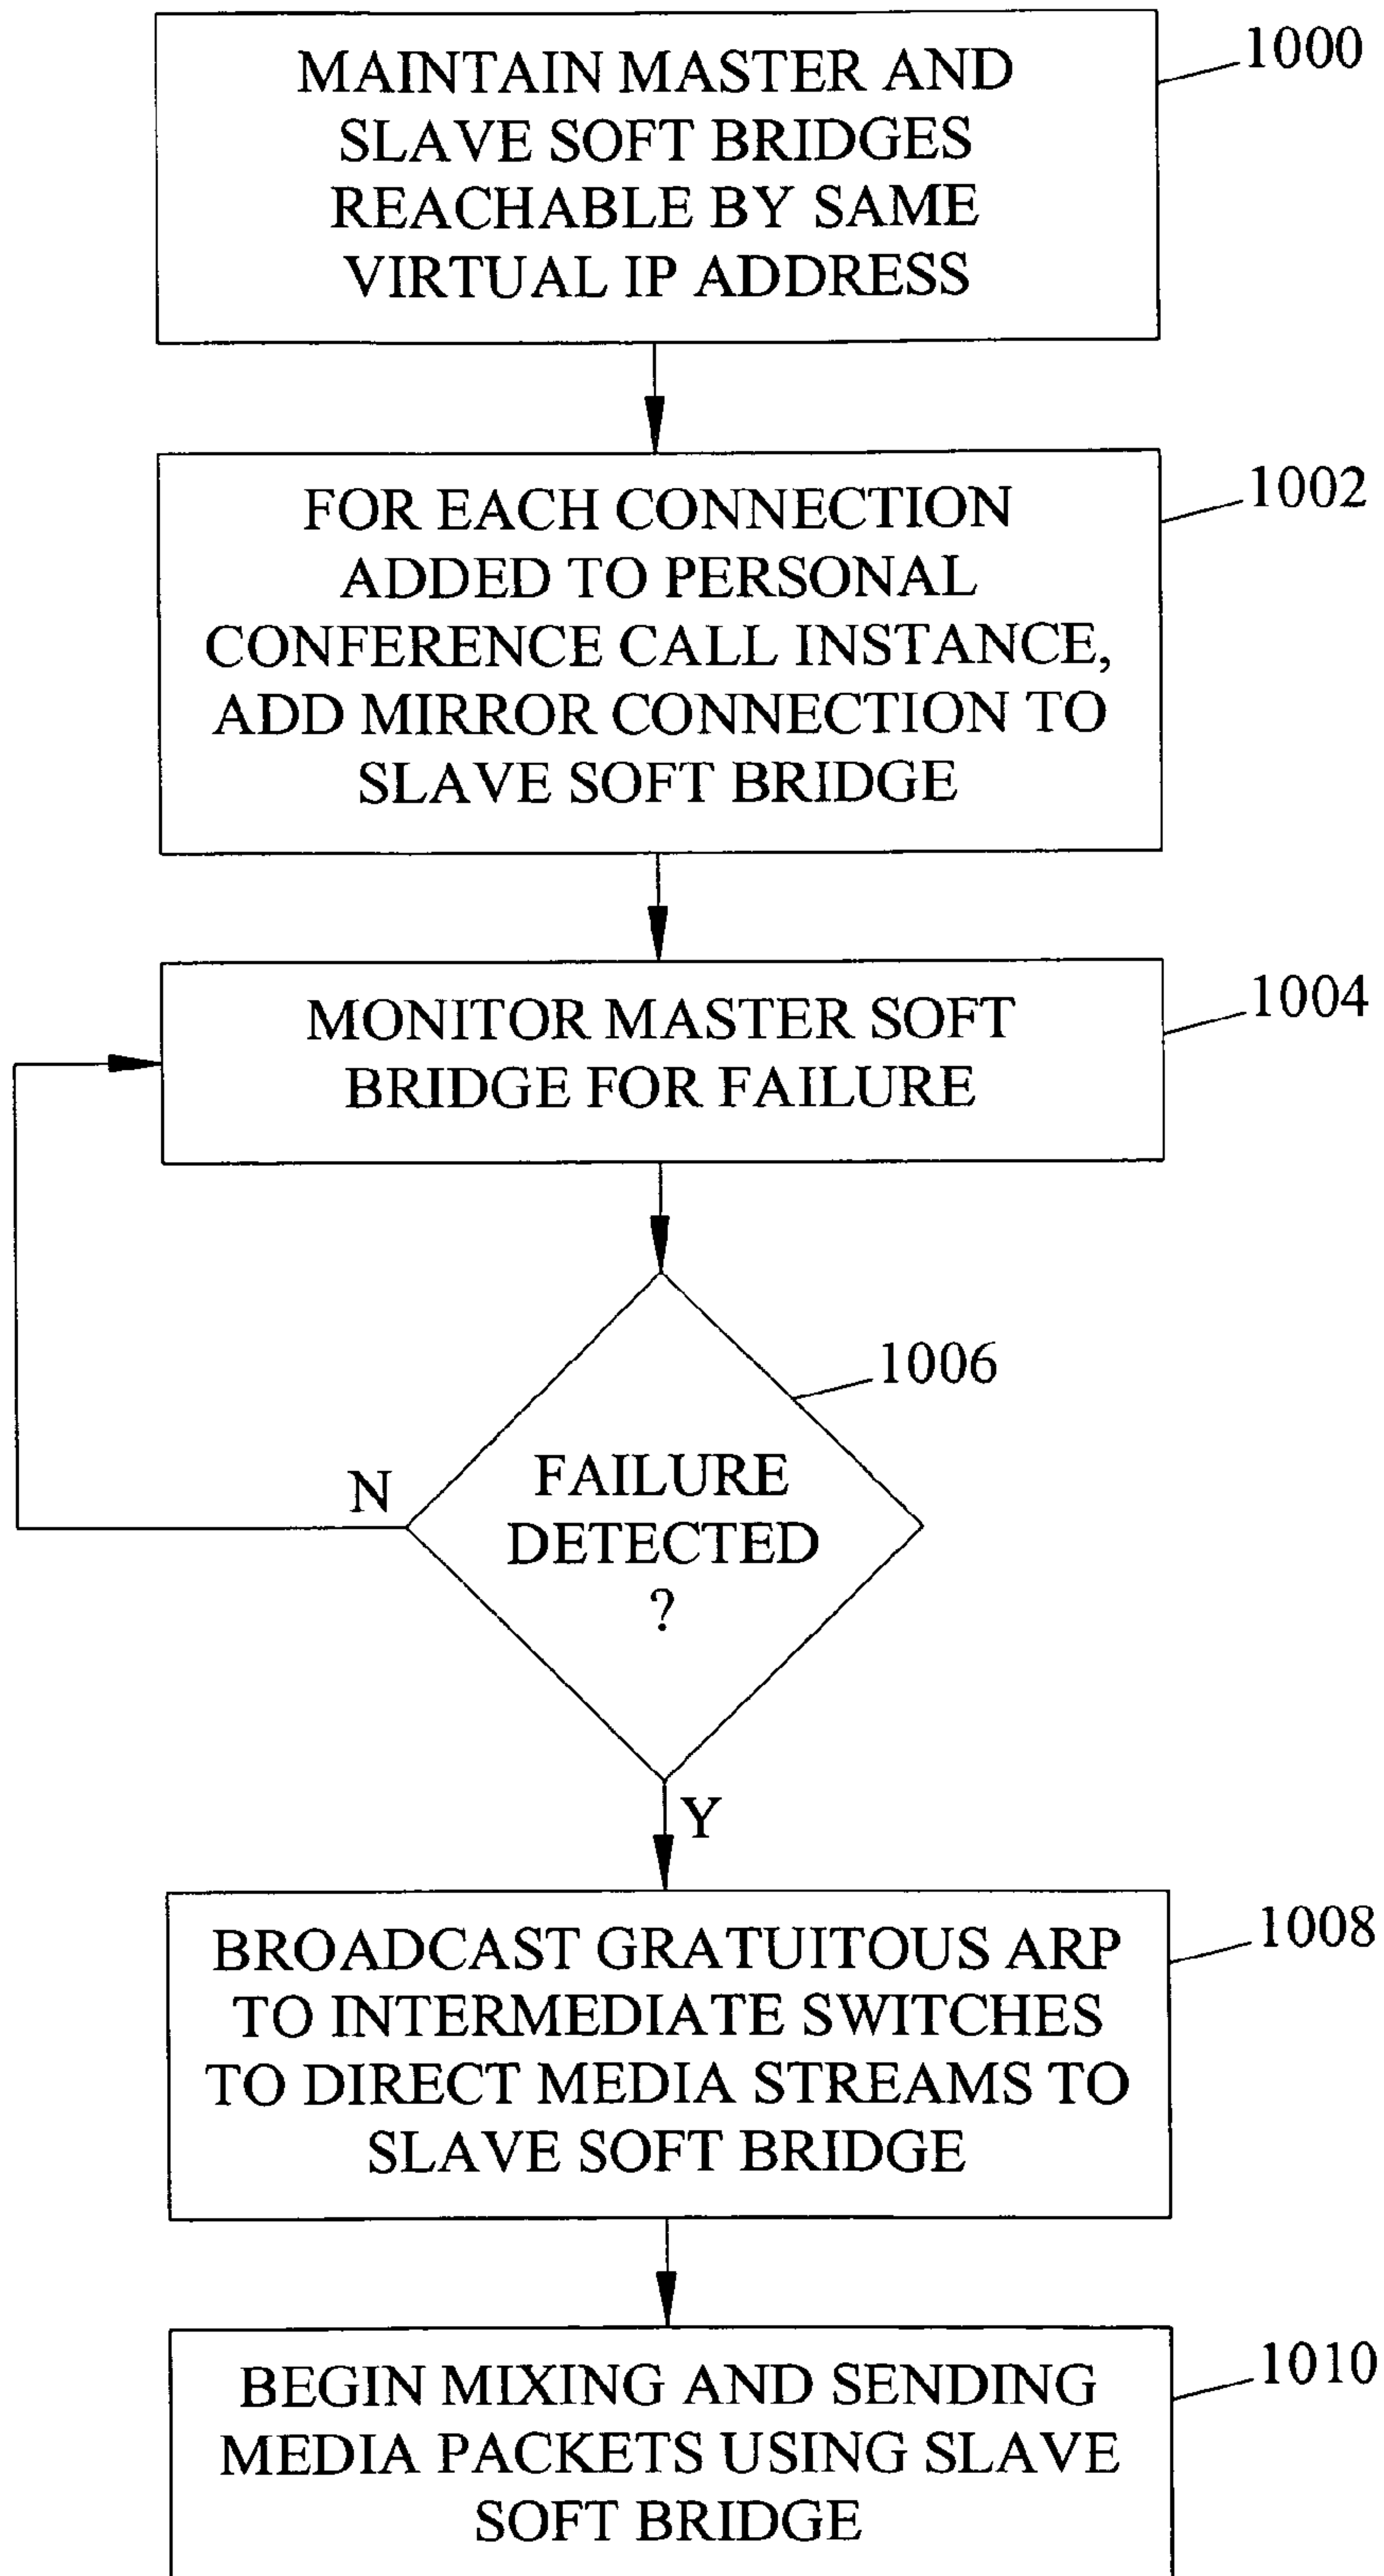 MAINTAIN MASTER AND
SLAVE SOFT BRIDGES
REACHABLE BY SAME
VIRTUAL IP ADDRESS
1000
FOR EACH CONNECTION
ADDED TO PERSONAL
CONFERENCE CALL INSTANCE,
ADD MIRROR CONNECTION TO
SLAVE SOFT BRIDGE
1002
MONITOR MASTER SOFT
BRIDGE FOR FAILURE
1004
FAILURE
DETECTED
?
1006
N
Y
BROADCAST GRATUITOUS ARP
TO INTERMEDIATE SWITCHES
TO DIRECT MEDIA STREAMS TO
SLAVE SOFT BRIDGE
1008
BEGIN MIXING AND SENDING
MEDIA PACKETS USING SLAVE
SOFT BRIDGE
1010